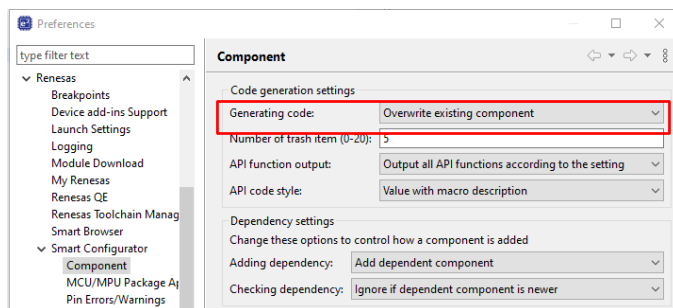 Preferences
type filter text
Renesas
Breakpoints
Device add-ins Support
Launch Settings
Logging
Module Download
My Renesas
Renesas QE
Renesas Toolchain Manag
Smart Browser
Smart Configurator
Component
MCU/MPU Package Ap
Pin Errors/Warnings
Component
Code generation settings
Generating code: Overwrite existing component
Number of trash item (0-20): 5
API function output: Output all API functions according to the setting
API code style: Value with macro description
Dependency settings
Change these options to control how a component is added
Adding dependency: Add dependent component
Checking dependency: Ignore if dependent component is newer